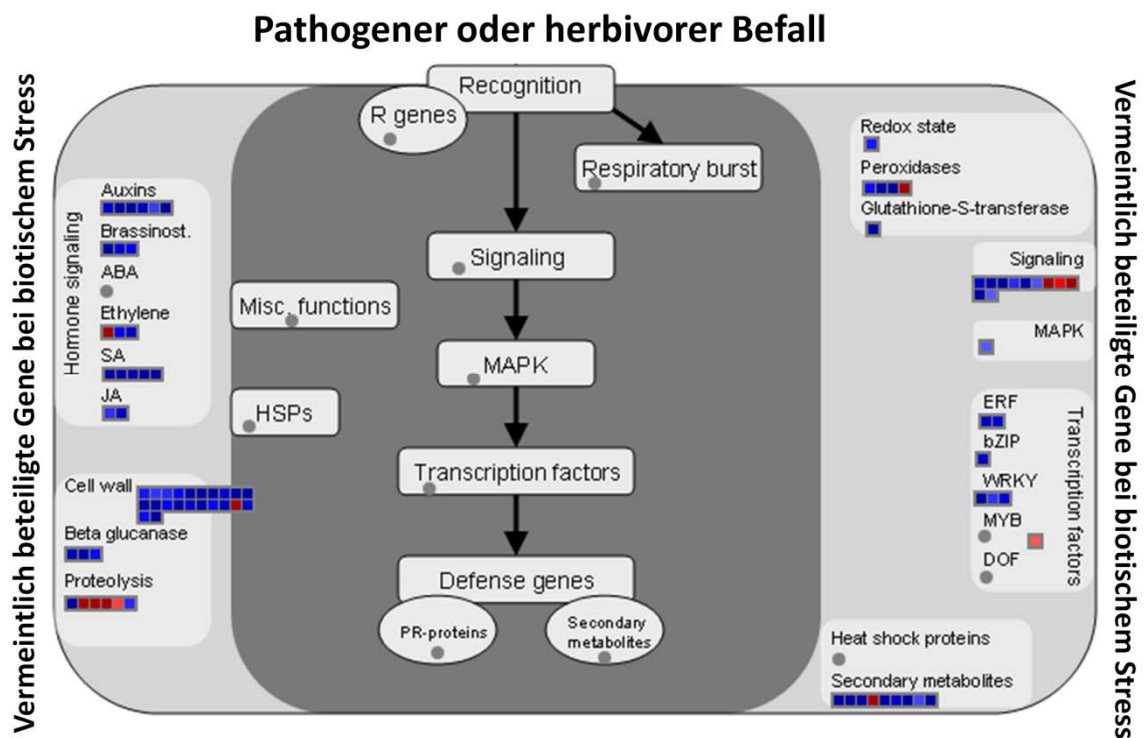 Pathogener oder herbivorer Befall
Vermeintlich beteiligte Gene bei biotischem Stress
Recognition
R genes
Respiratory burst
Signaling
Misc. functions
MAPK
HSPs
Transcription factors
Defense genes
PR-proteins
Secondary
metabolites
Hormone signaling
Auxins
Brassinost.
ABA
Ethylene
SA
JA
Cell wall
Beta glucanase
Proteolysis
Redox state
Peroxidases
Glutathione-S-transferase
Signaling
MAPK
ERF
bZIP
WRKY
MYB
DOF
Transcription factors
Heat shock proteins
Secondary metabolites
Vermeintlich beteiligte Gene bei biotischem Stress